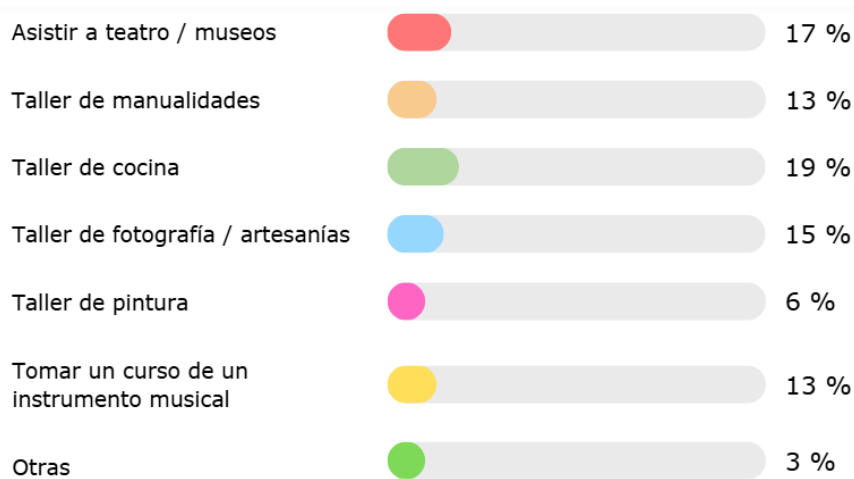 Asistir a teatro / museos 17 %
Taller de manualidades 13 %
Taller de cocina 19 %
Taller de fotografía / artesanías 15 %
Taller de pintura 6 %
Tomar un curso de un
instrumento musical 13 %
Otras 3 %